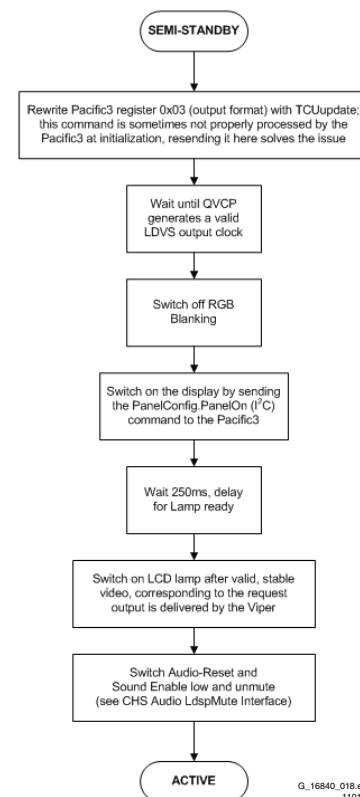 SEMI-STANDBY
Rewrite Pacific3 register 0x03 (output format) with TCUupdate;
this command is sometimes not properly processed by the
Pacific3 at initialization, resending it here solves the issue
Wait until QVCP
generates a valid
LDVS output clock
Switch off RGB
Blanking
Switch on the display by sending
the PanelConfig.PanelOn (I²C)
command to the Pacific3
Wait 250ms, delay
for Lamp ready
Switch on LCD lamp after valid, stable
video, corresponding to the request
output is delivered by the Viper
Switch Audio-Reset and
Sound Enable low and unmute
(see CHS Audio LdspMute Interface)
ACTIVE
G_16840_018.e